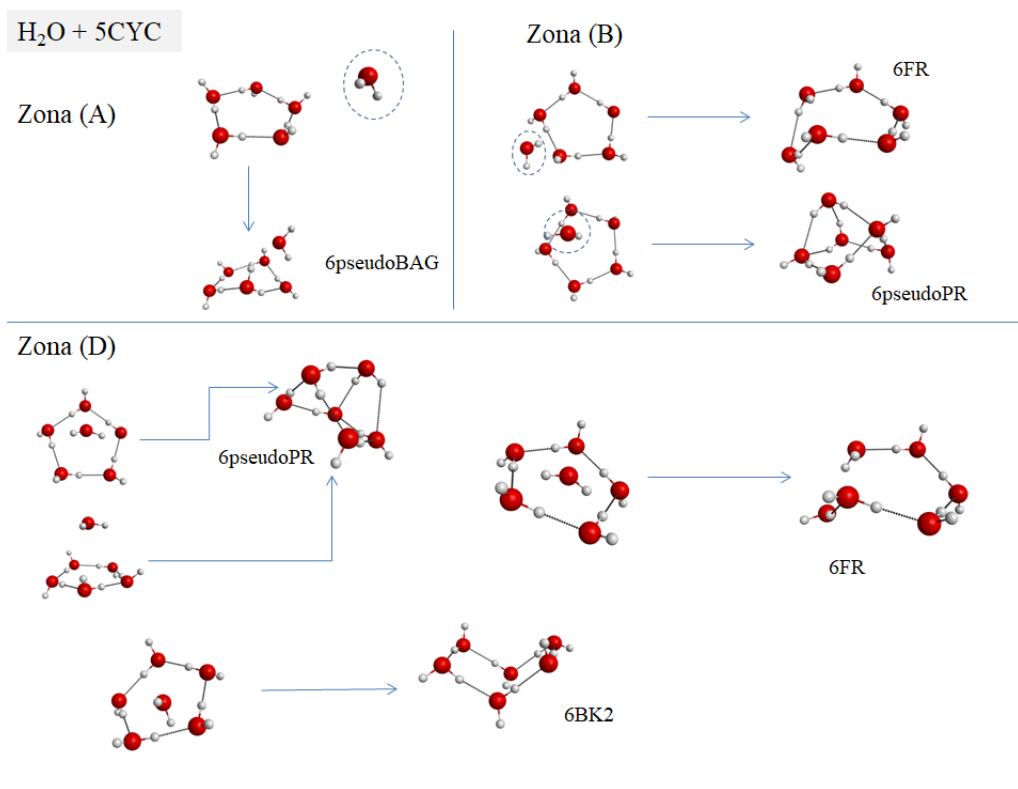 H₂O + 5CYC
Zona (A)
6pseudoBAG
Zona (B)
6FR
6pseudoPR
Zona (D)
6pseudoPR
6FR
6BK2